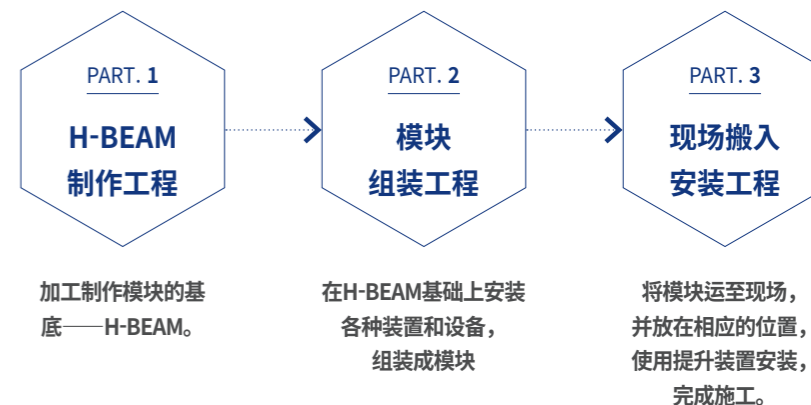 PART. 1
H-BEAM
制作工程
加工制作模块的基
底——H-BEAM。
PART. 2
模块
组装工程
在H-BEAM基础上安装
各种装置和设备，
组装成模块
PART. 3
现场搬入
安装工程
将模块运至现场，
并放在相应的位置，
使用提升装置安装，
完成施工。